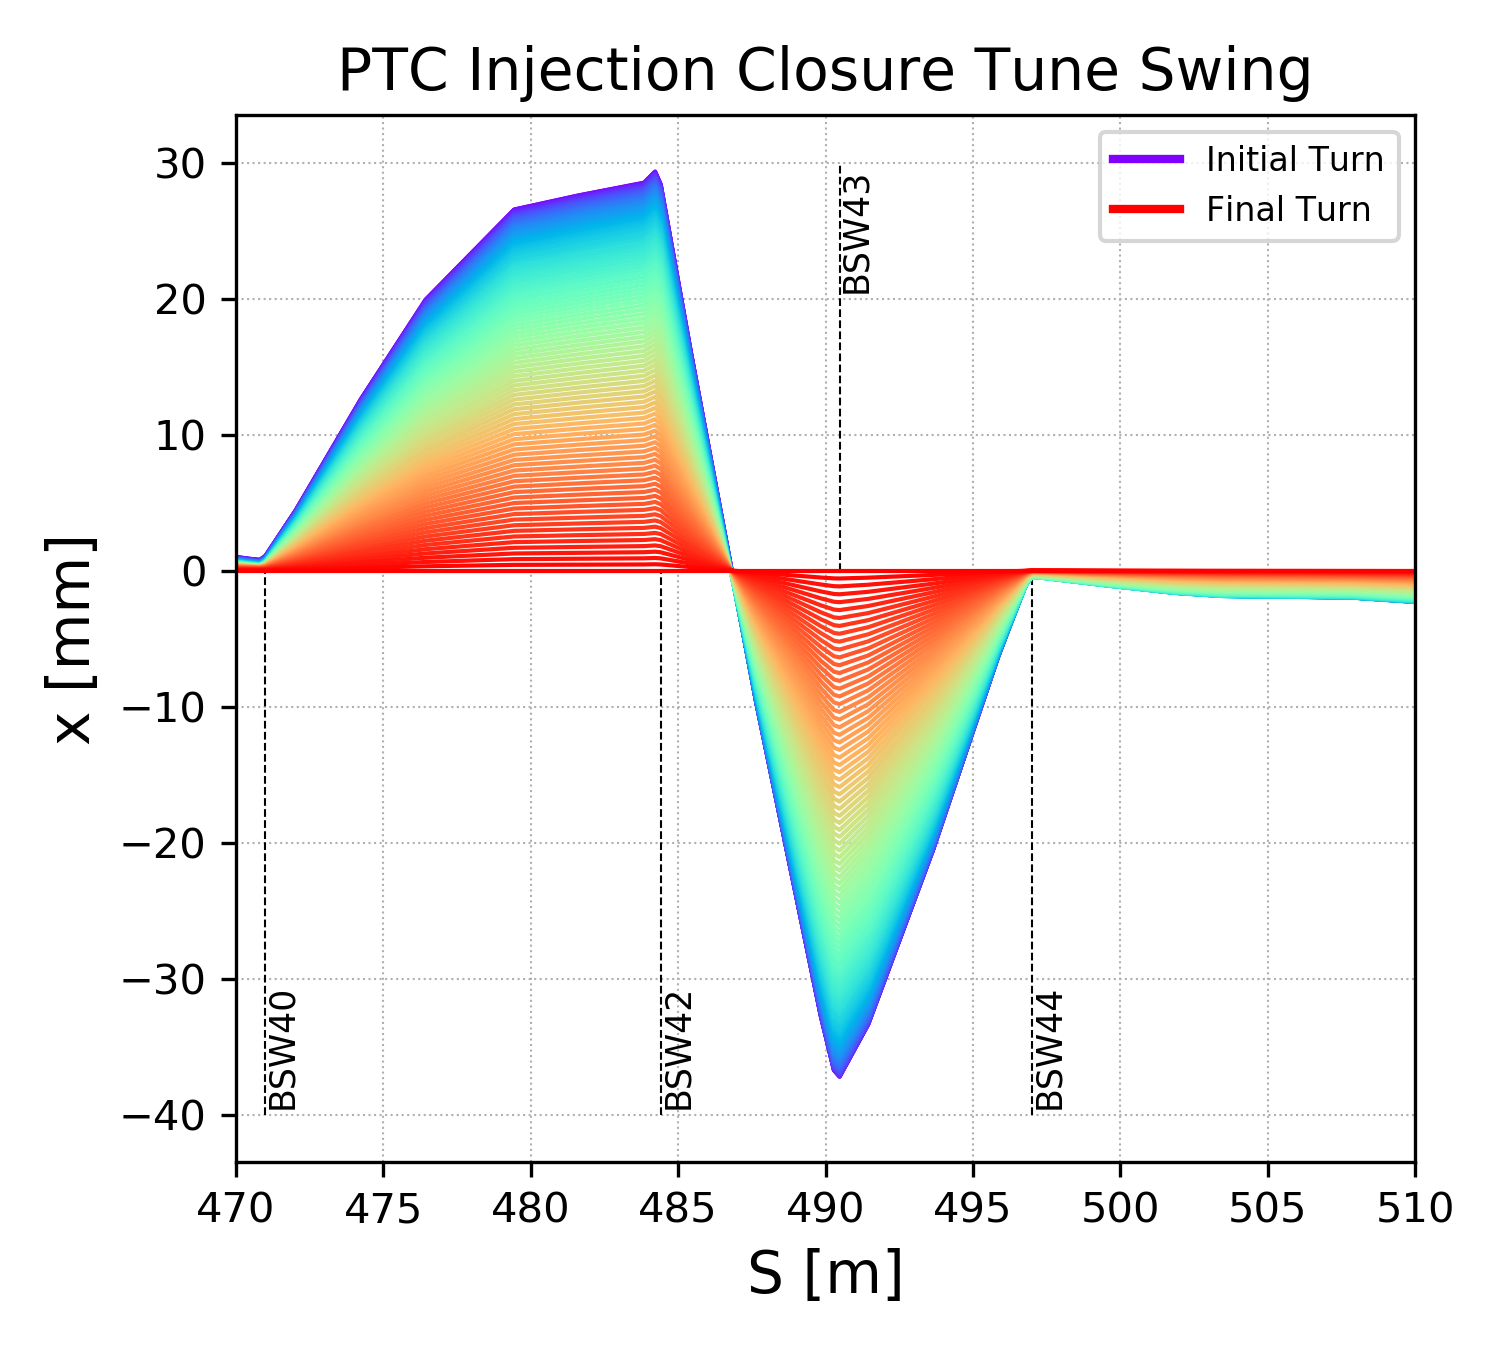 PTC Injection Closure Tune Swing
Initial Turn
Final Turn
BSW43
BSW40
BSW42
BSW44
x [mm]
30
20
10
0
−10
−20
−30
−40
470 475 480 485 490 495 500 505 510
S [m]